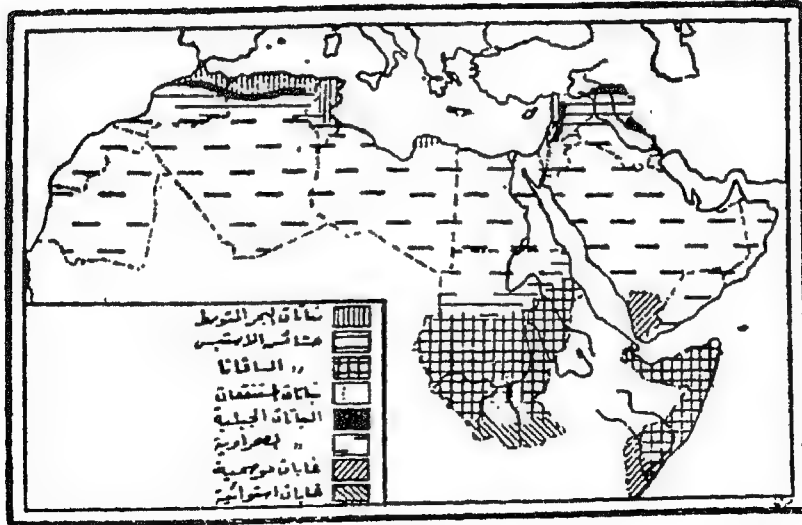 نباتات البحر المتوسط
حشائش الاستبس
〃 السافانا
نباتات المستنقعات
النباتات الجبلية
〃 الصحراوية
غابات موسمية
غابات استوائية